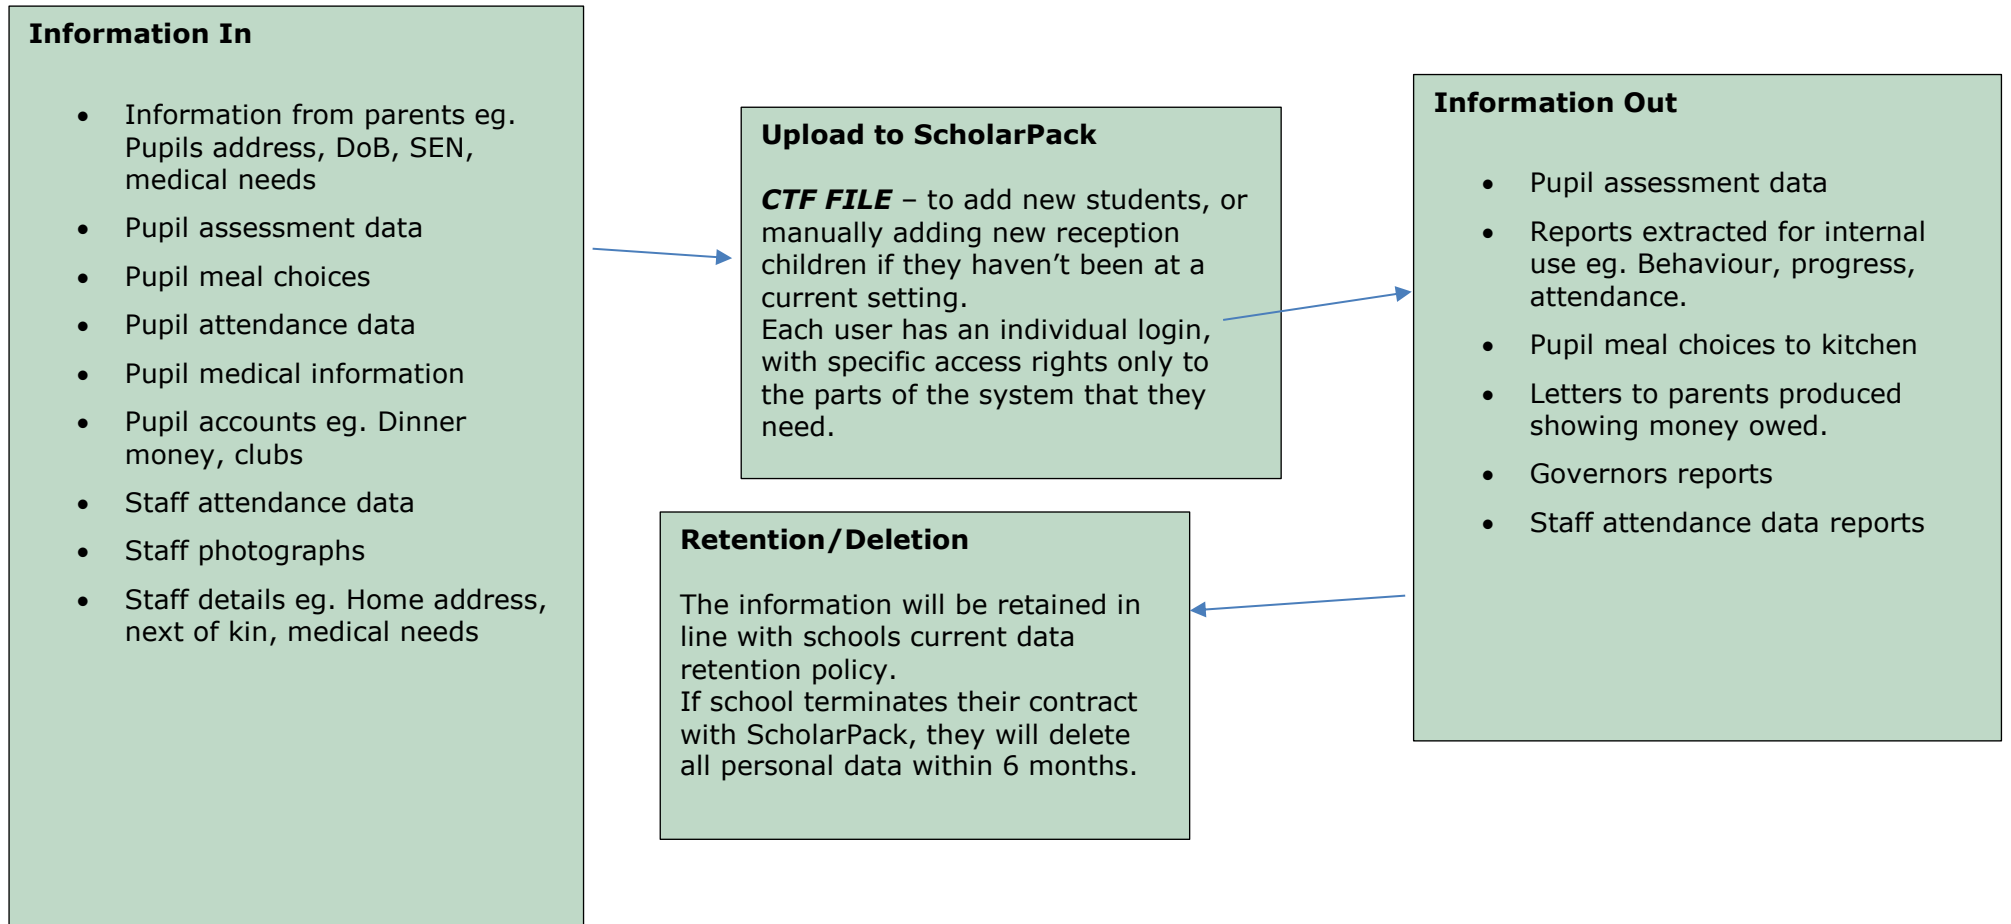 Information In
• Information from parents eg.
Pupils address, DoB, SEN,
medical needs
• Pupil assessment data
• Pupil meal choices
• Pupil attendance data
• Pupil medical information
• Pupil accounts eg. Dinner
money, clubs
• Staff attendance data
• Staff photographs
• Staff details eg. Home address,
next of kin, medical needs
Upload to ScholarPack
CTF FILE – to add new students, or
manually adding new reception
children if they haven’t been at a
current setting.
Each user has an individual login,
with specific access rights only to
the parts of the system that they
need.
Information Out
• Pupil assessment data
• Reports extracted for internal
use eg. Behaviour, progress,
attendance.
• Pupil meal choices to kitchen
• Letters to parents produced
showing money owed.
• Governors reports
• Staff attendance data reports
Retention/Deletion
The information will be retained in
line with schools current data
retention policy.
If school terminates their contract
with ScholarPack, they will delete
all personal data within 6 months.